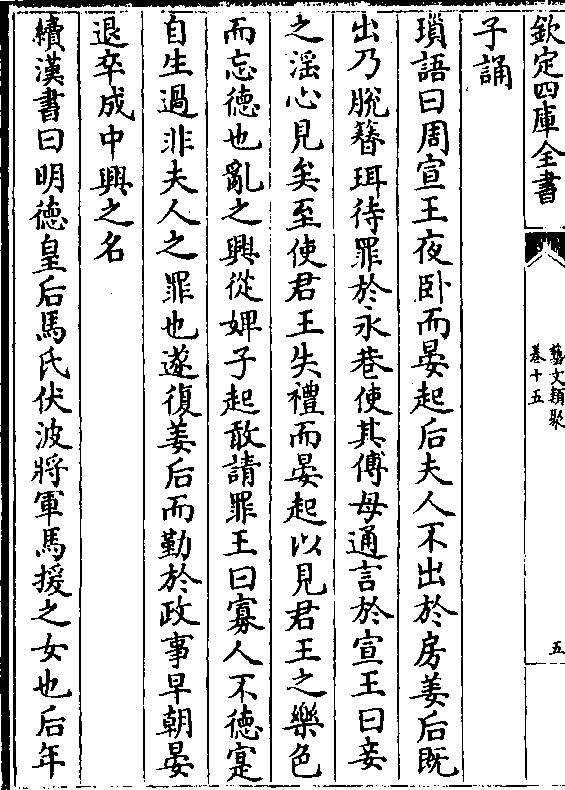 欽定四庫全書
藝文類聚
卷十五
五
子誦
瑣語曰周宣王夜卧而晏起后夫人不出於房姜后既
出乃脫簪珥待罪於永巷使其傅母通言於宣王曰妾
之淫心見矣至使君王失禮而晏起以見君王之樂色
而忘德也亂之興從婢子起敢請罪王曰寡人不德寔
自生過非夫人之罪也遂復姜后而勤於政事早朝晏
退卒成中興之名
續漢書曰明德皇后馬氏伏波將軍馬援之女也后年